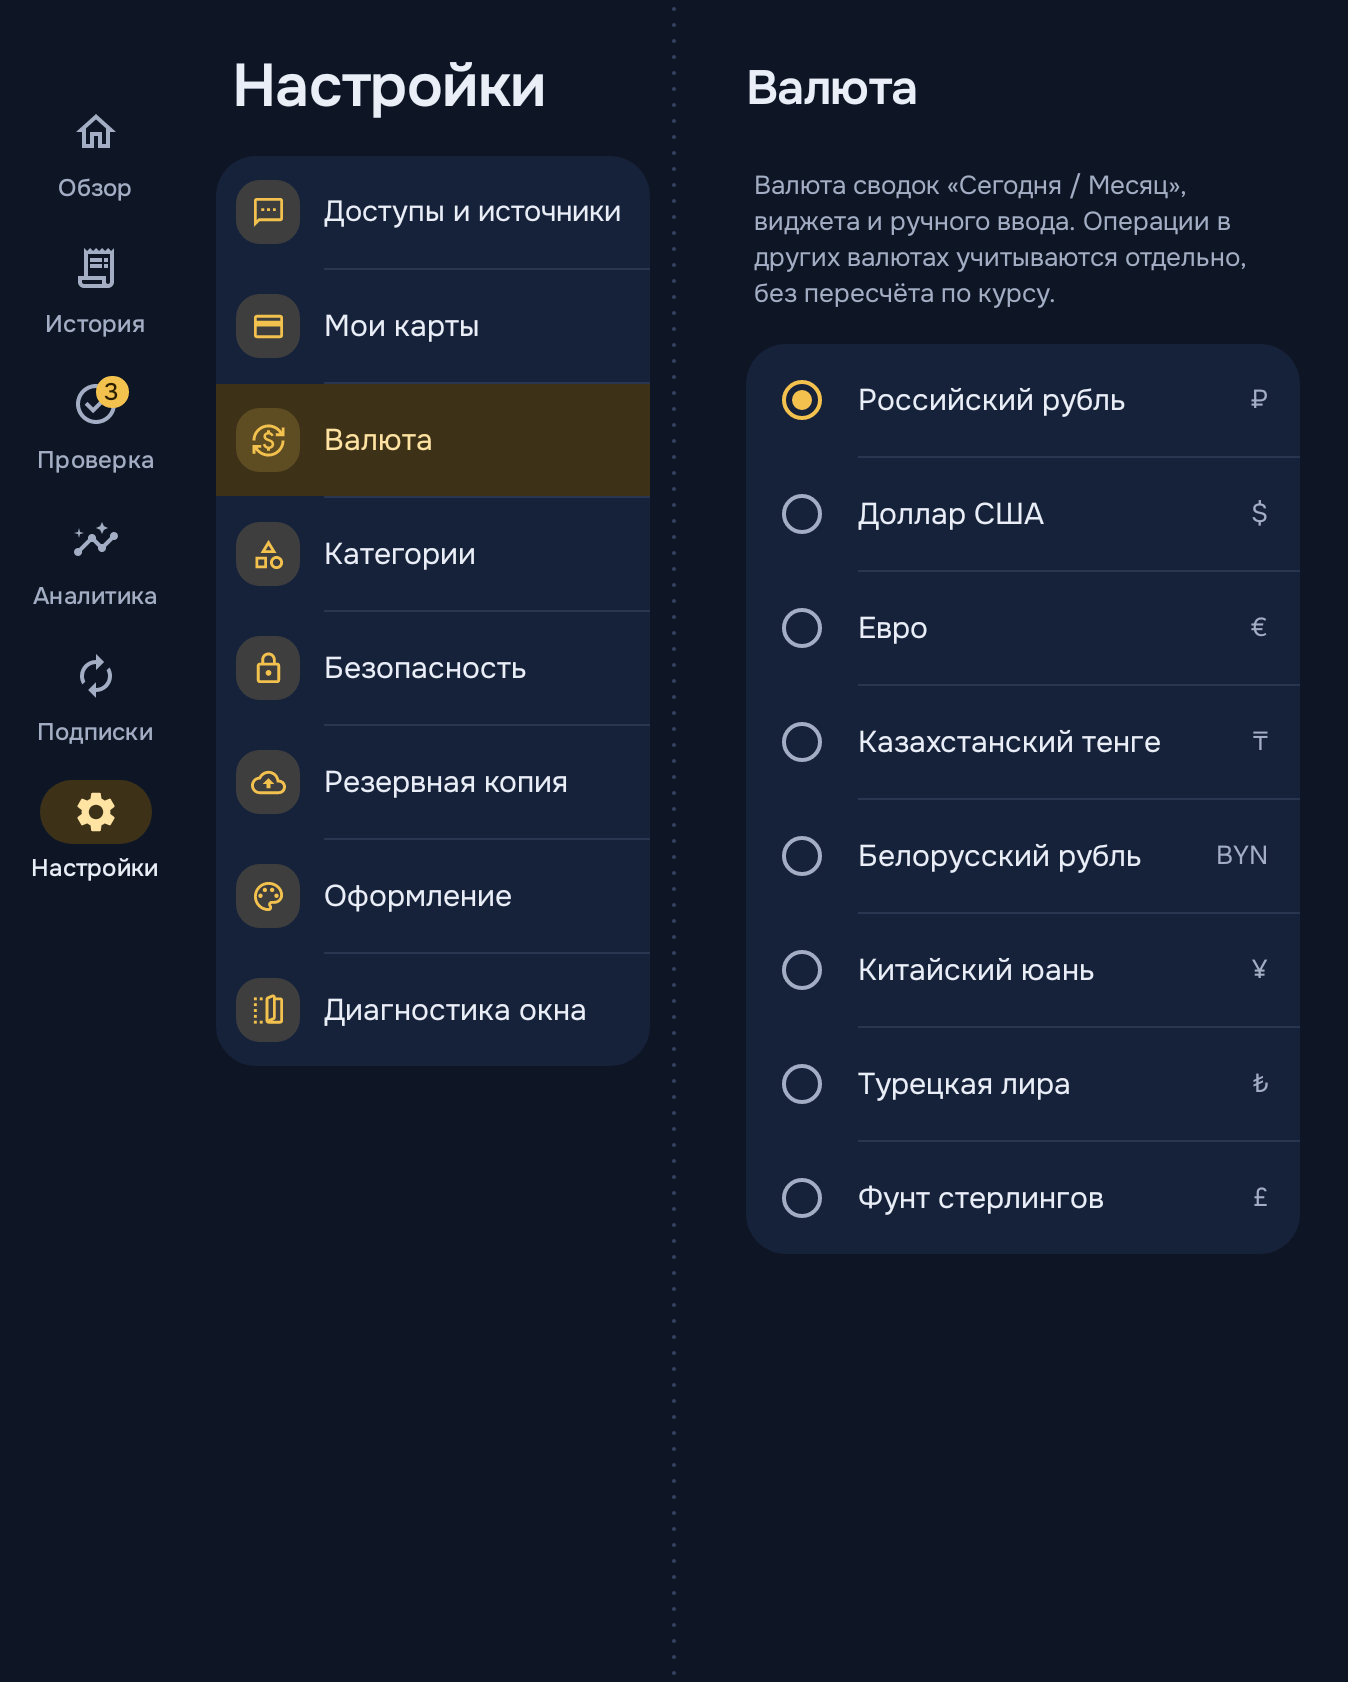 Обзор
История
3
Проверка
Аналитика
Подписки
Настройки
Настройки
Доступы и источники
Мои карты
Валюта
Категории
Безопасность
Резервная копия
Оформление
Диагностика окна
Валюта
Валюта сводок «Сегодня / Месяц»,
виджета и ручного ввода. Операции в
других валютах учитываются отдельно,
без пересчёта по курсу.
Российский рубль ₽
Доллар США $
Евро €
Казахстанский тенге ₸
Белорусский рубль BYN
Китайский юань ¥
Турецкая лира ₺
Фунт стерлингов £